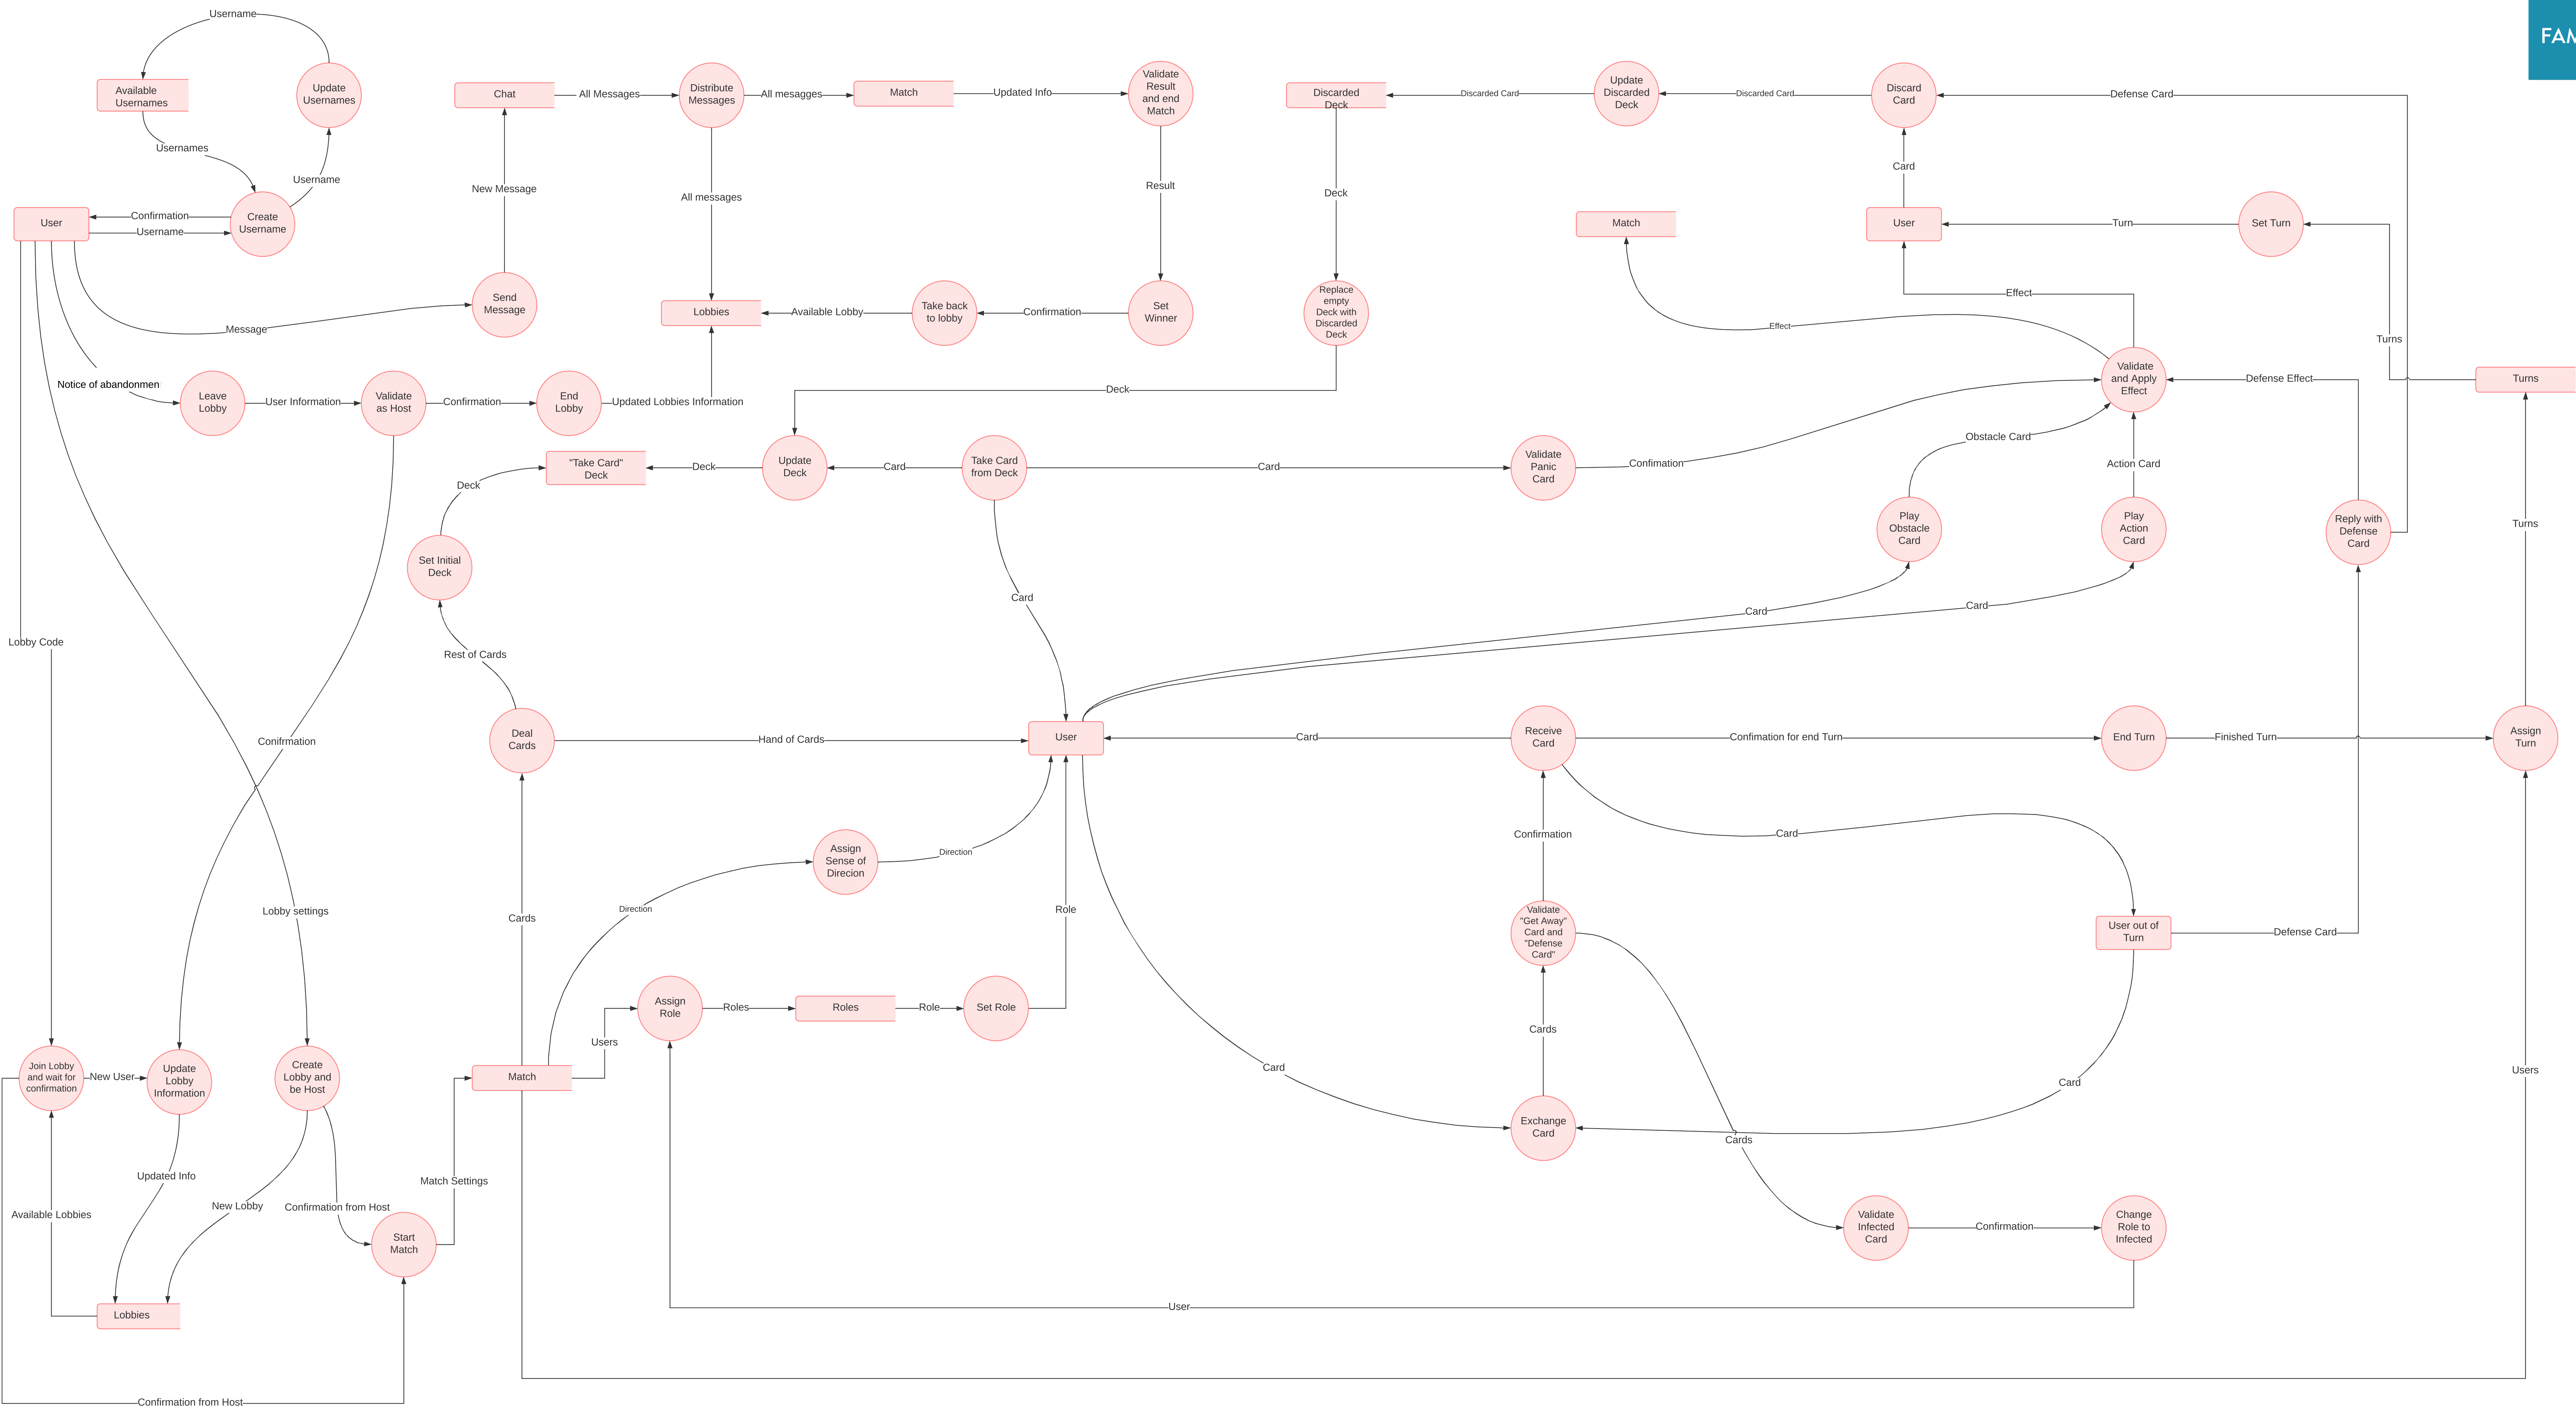 Username
FAM
Available
Usernames
Update
Usernames
Chat
All Messages
Distribute
Messages
All mesagges
Match
Updated Info
Validate
Result
and end
Match
Discarded
Deck
Discarded Card
Update
Discarded
Deck
Discarded Card
Discard
Card
Defense Card
Usernames
Username
New Message
All messages
Result
Deck
Card
User
Confirmation
Username
Create
Username
Match
User
Turn
Set Turn
Send
Message
Message
Lobbies
Available Lobby
Take back
to lobby
Confirmation
Set
Winner
Replace
empty
Deck with
Discarded
Deck
Effect
Effect
Turns
Notice of abandonmen
Leave
Lobby
User Information
Validate
as Host
Confirmation
End
Lobby
Updated Lobbies Information
Deck
Validate
and Apply
Effect
Defense Effect
Turns
"Take Card"
Deck
Deck
Update
Deck
Card
Take Card
from Deck
Card
Validate
Panic
Card
Confimation
Obstacle Card
Action Card
Deck
Set Initial
Deck
Play
Obstacle
Card
Play
Action
Card
Reply with
Defense
Card
Turns
Lobby Code
Rest of Cards
Card
Card
Card
Conifrmation
Deal
Cards
Hand of Cards
User
Card
Receive
Card
Confimation for end Turn
End Turn
Finished Turn
Assign
Turn
Assign
Sense of
Direcion
Direction
Confirmation
Card
Lobby settings
Cards
Direction
Role
Validate
"Get Away"
Card and
"Defense
Card"
User out of
Turn
Defense Card
Assign
Role
Roles
Roles
Role
Set Role
Users
Cards
Join Lobby
and wait for
confirmation
New User
Update
Lobby
Information
Create
Lobby and
be Host
Match
Card
Card
Users
Exchange
Card
Cards
Updated Info
Match Settings
New Lobby
Confirmation from Host
Available Lobbies
Start
Match
Validate
Infected
Card
Confirmation
Change
Role to
Infected
Lobbies
User
Confirmation from Host